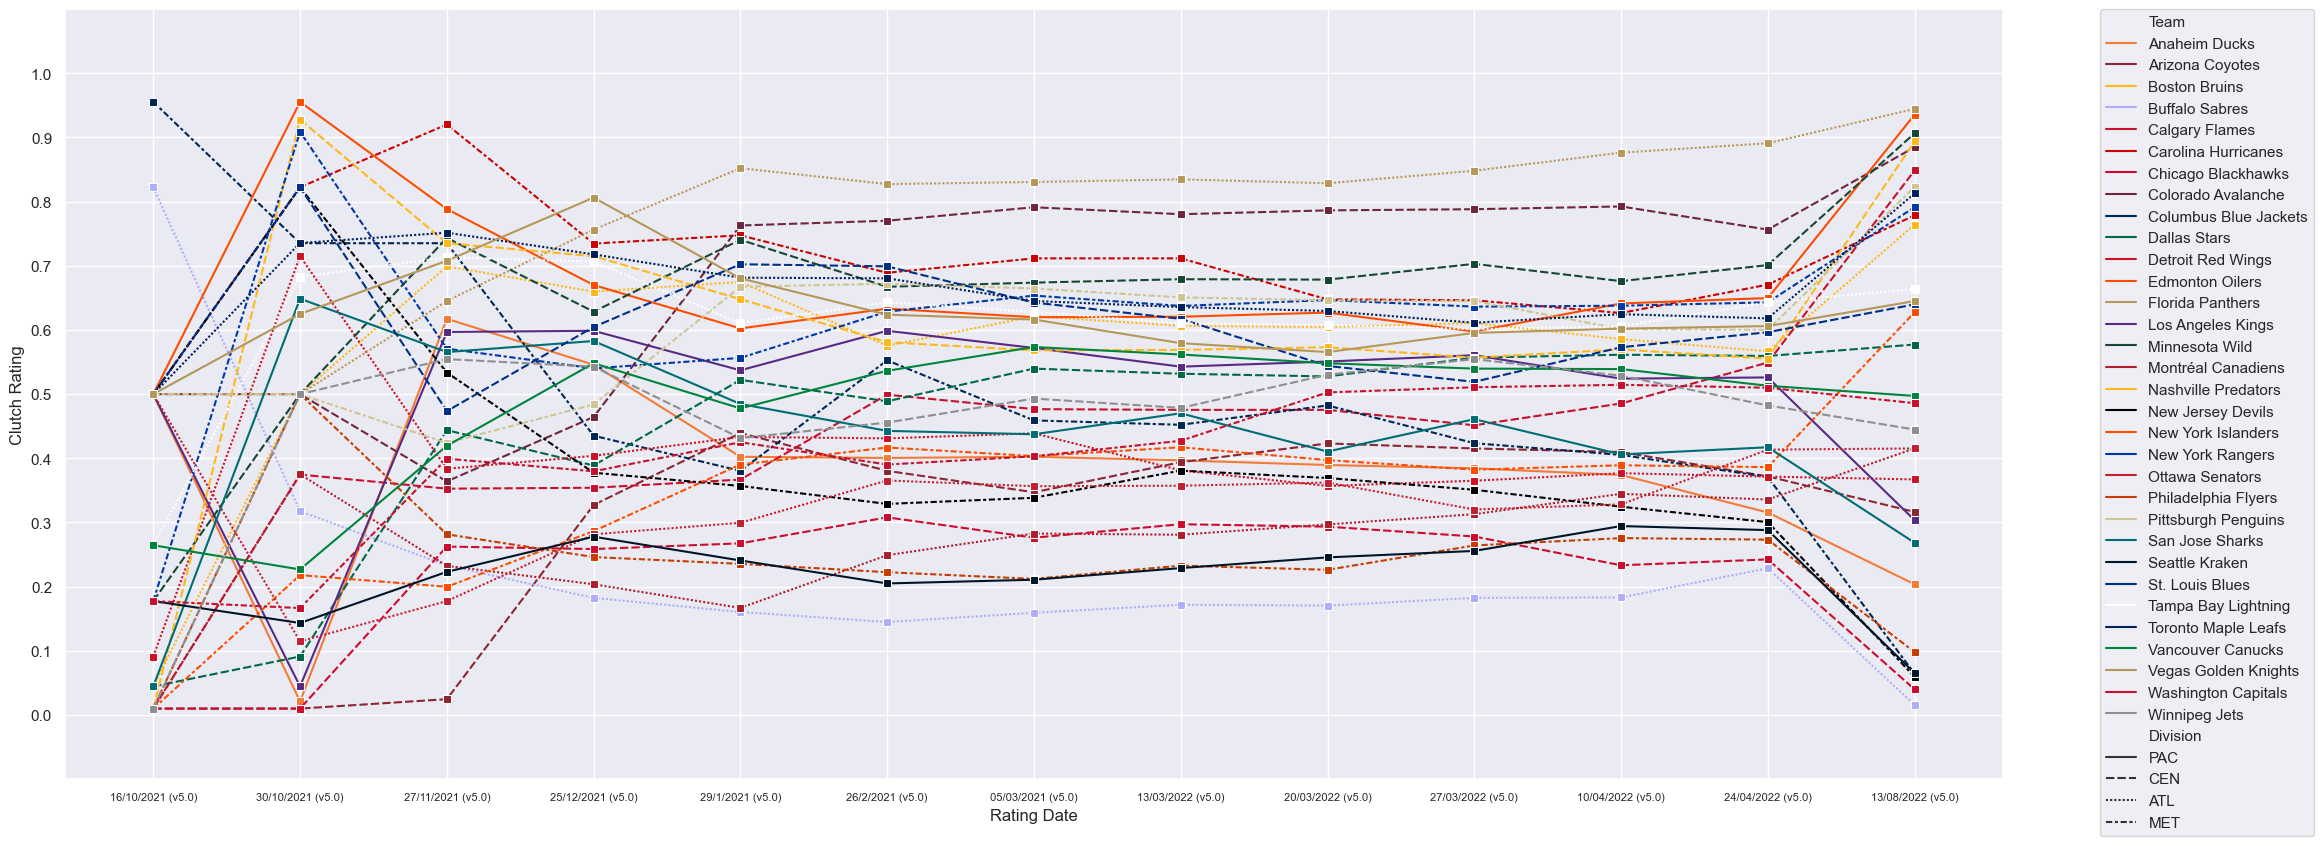 1.0
0.9
0.8
0.7
0.6
0.5
0.4
0.3
0.2
0.1
0.0
Clutch Rating
16/10/2021 (v5.0)
30/10/2021 (v5.0)
27/11/2021 (v5.0)
25/12/2021 (v5.0)
29/1/2021 (v5.0)
26/2/2021 (v5.0)
05/03/2021 (v5.0)
13/03/2022 (v5.0)
20/03/2022 (v5.0)
27/03/2022 (v5.0)
10/04/2022 (v5.0)
24/04/2022 (v5.0)
13/08/2022 (v5.0)
Rating Date
Team
Anaheim Ducks
Arizona Coyotes
Boston Bruins
Buffalo Sabres
Calgary Flames
Carolina Hurricanes
Chicago Blackhawks
Colorado Avalanche
Columbus Blue Jackets
Dallas Stars
Detroit Red Wings
Edmonton Oilers
Florida Panthers
Los Angeles Kings
Minnesota Wild
Montréal Canadiens
Nashville Predators
New Jersey Devils
New York Islanders
New York Rangers
Ottawa Senators
Philadelphia Flyers
Pittsburgh Penguins
San Jose Sharks
Seattle Kraken
St. Louis Blues
Tampa Bay Lightning
Toronto Maple Leafs
Vancouver Canucks
Vegas Golden Knights
Washington Capitals
Winnipeg Jets
Division
PAC
CEN
ATL
MET